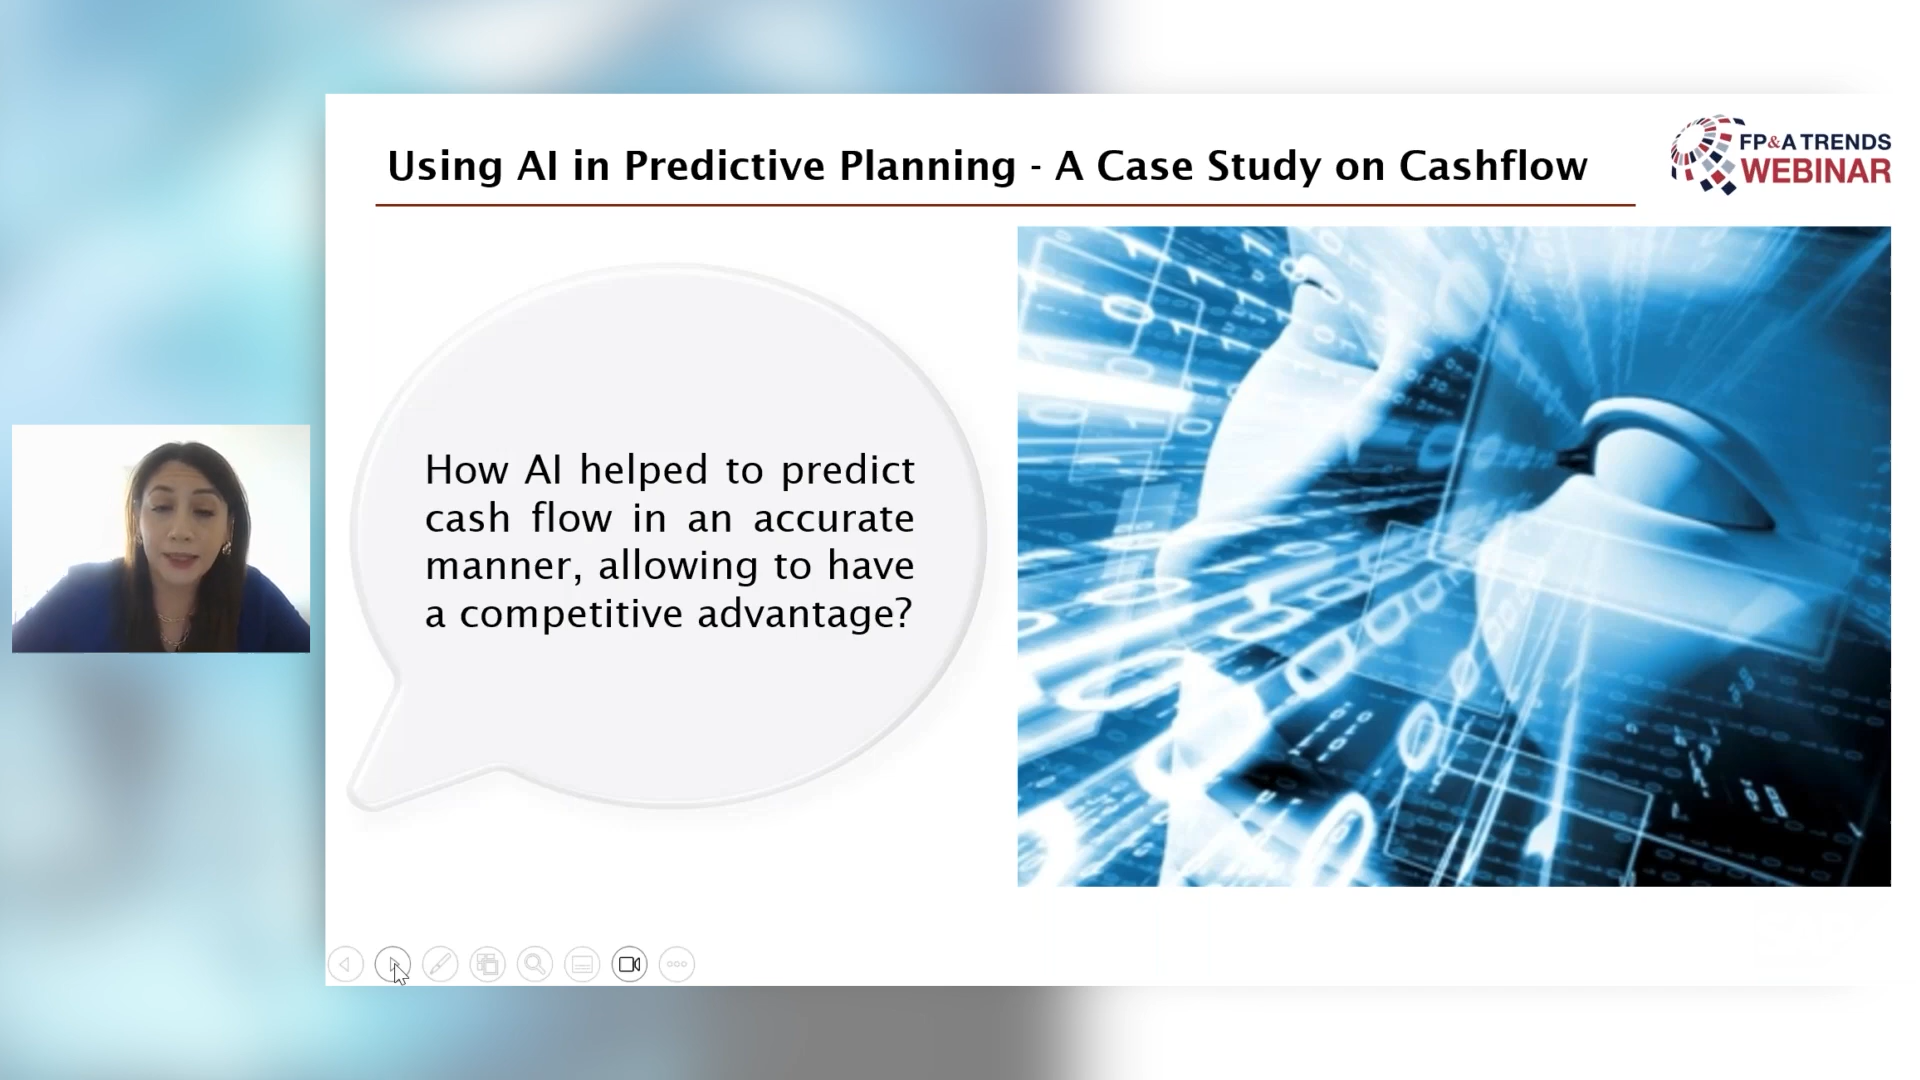 Using AI in Predictive Planning - A Case Study on Cashflow
FP&A TRENDS
WEBINAR
How AI helped to predict
cash flow in an accurate
manner, allowing to have
a competitive advantage?